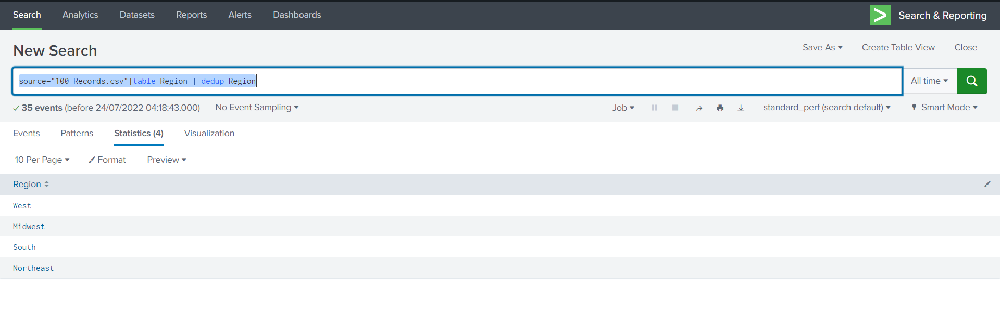 Search Analytics Datasets Reports Alerts Dashboards Search & Reporting
New Search Save As Create Table View Close
source="100 Records.csv"|table Region | dedup Region All time
35 events (before 24/07/2022 04:18:43.000) No Event Sampling Job standard_perf (search default) Smart Mode
Events Patterns Statistics (4) Visualization
10 Per Page Format Preview
Region
West
Midwest
South
Northeast